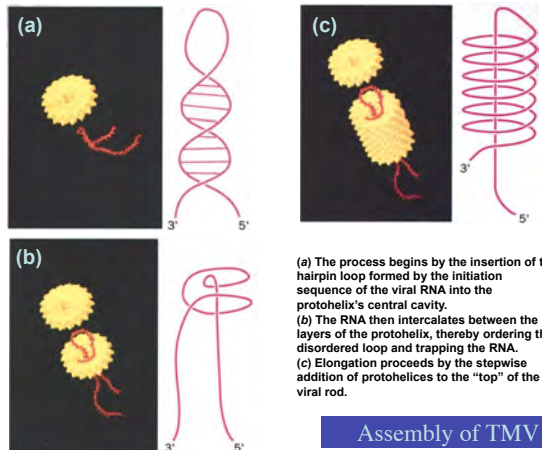 (a)
3' 5'
(b)
3' 5'
(c)
3'
5'
(a) The process begins by the insertion of
hairpin loop formed by the initiation
sequence of the viral RNA into the
protohelix's central cavity.
(b) The RNA then intercalates between the
layers of the protohelix, thereby ordering
disordered loop and trapping the RNA.
(c) Elongation proceeds by the stepwise
addition of protohelices to the "top" of the
viral rod.
Assembly of TMV